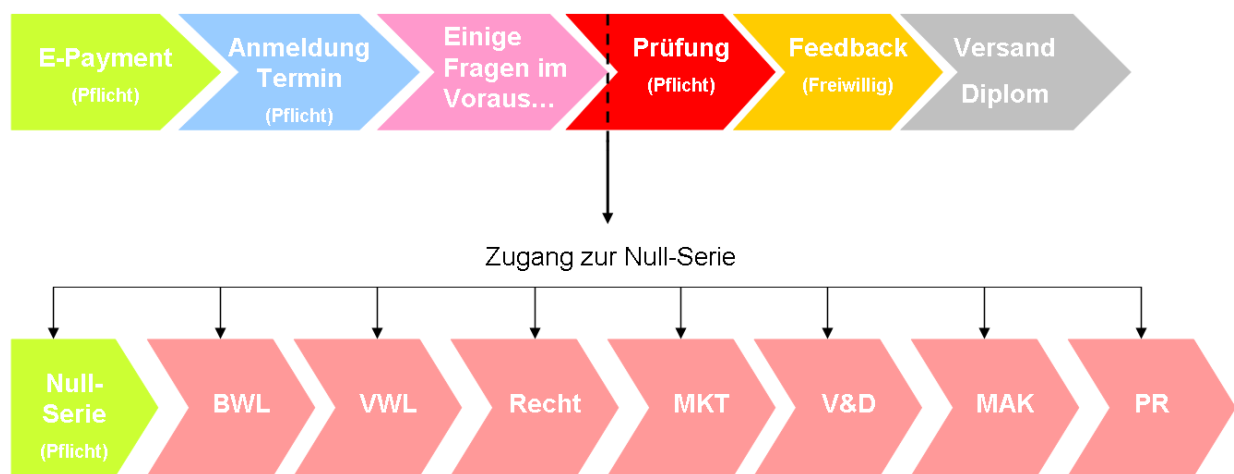 E-Payment
(Pflicht)
Anmeldung
Termin
(Pflicht)
Einige
Fragen im
Voraus...
Prüfung
(Pflicht)
Feedback
(Freiwillig)
Versand
Diplom
Zugang zur Null-Serie
Null-
Serie
(Pflicht)
BWL
VWL
Recht
MKT
V&D
MAK
PR